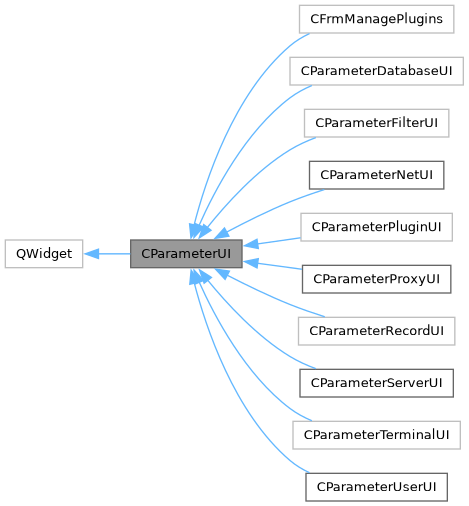 CFrmManagePlugins
CParameterDatabaseUI
CParameterFilterUI
CParameterNetUI
CParameterPluginUI
QWidget
CParameterUI
CParameterProxyUI
CParameterRecordUI
CParameterServerUI
CParameterTerminalUI
CParameterUserUI